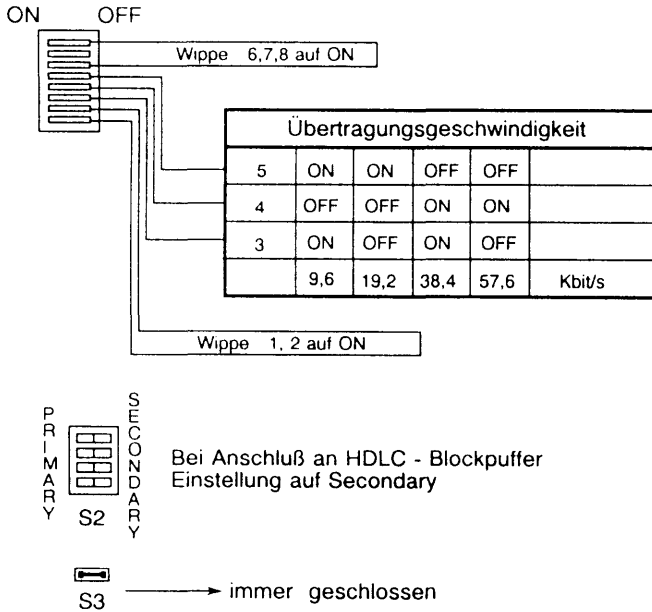 ON OFF
Wippe 6,7,8 auf ON
Übertragungsgeschwindigkeit
5 ON ON OFF OFF
4 OFF OFF ON ON
3 ON OFF ON OFF
9,6 19,2 38,4 57,6 Kbit/s
Wippe 1, 2 auf ON
PRIMARY
SECONDARY
S2
Bei Anschluß an HDLC - Blockpuffer
Einstellung auf Secondary
S3
immer geschlossen